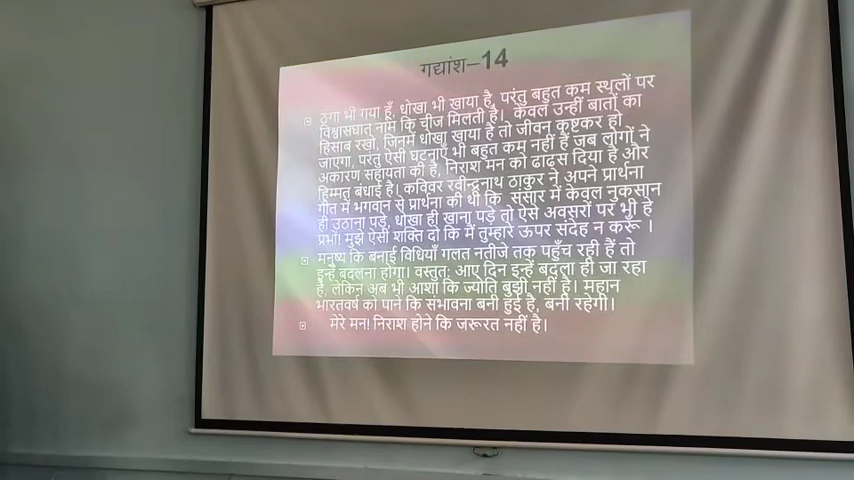 गद्यांश–14
ठगा भी गया हूँ, धोखा भी खाया है, परंतु बहुत कम स्थलों पर
विश्वासघात नाम कि चीज मिलती है। केवल उन्हीं बातों का
हिसाब रखो, जिनमें धोखा खाया है तो जीवन कष्टकर हो
जाएगा, परंतु ऐसी घटनाएँ भी बहुत कम नहीं हैं जब लोगों ने
अकारण सहायता की है, निराश मन को ढाढस दिया है और
हिम्मत बंधाई है। कविवर रवीन्द्रनाथ ठाकुर ने अपने प्रार्थना
गीत में भगवान से प्रार्थना की थी कि संसार में केवल नुकसान
ही उठाना पड़े, धोखा ही खाना पड़े तो ऐसे अवसरों पर भी हे
प्रभो! मुझे ऐसी शक्ति दो कि मैं तुम्हारे ऊपर संदेह न करूँ ।
मनुष्य कि बनाई विधियाँ गलत नतीजे तक पहुँच रही हैं तो
इन्हें बदलना होगा। वस्तुत: आए दिन इन्हें बदला ही जा रहा
है, लेकिन अब भी आशा कि ज्योति बुझी नहीं है। महान
भारतवर्ष को पाने कि संभावना बनी हुई है, बनी रहेगी।
मेरे मन! निराश होने कि जरूरत नहीं है।